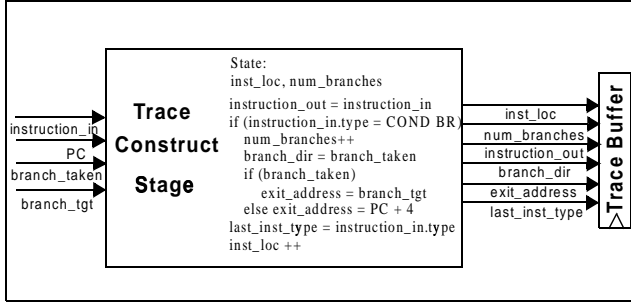 instruction_in
PC
branch_taken
branch_tgt
Trace
Construct
Stage
State:
inst_loc, num_branches
instruction_out = instruction_in
if (instruction_in.type = COND BR)
num_branches++
branch_dir = branch_taken
if (branch_taken)
exit_address = branch_tgt
else exit_address = PC + 4
last_inst_type = instruction_in.type
inst_loc ++
inst_loc
num_branches
instruction_out
branch_dir
exit_address
last_inst_type
Trace Buffer